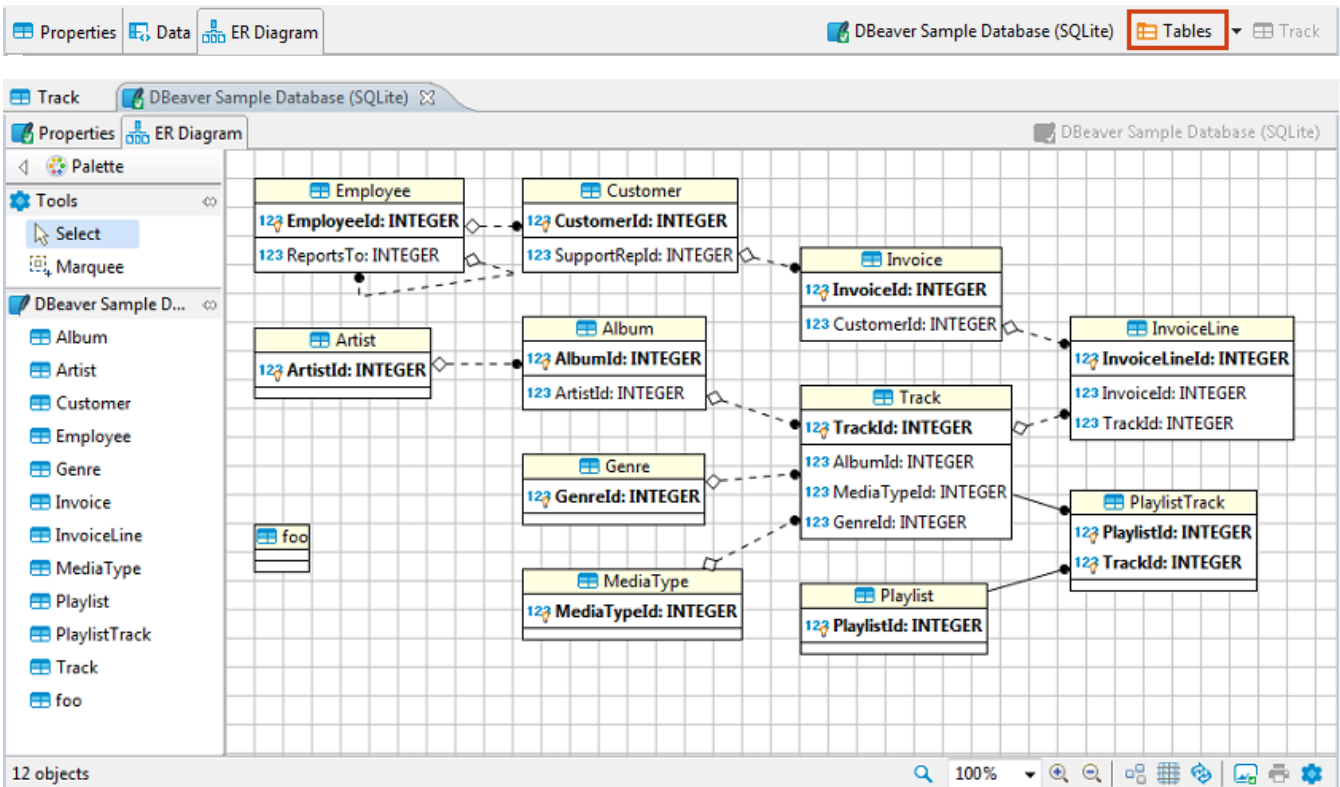 Properties Data ER Diagram DBeaver Sample Database (SQLite) Tables Track
Track DBeaver Sample Database (SQLite)
Properties ER Diagram DBeaver Sample Database (SQLite)
Palette
Tools
Select
Marquee
DBeaver Sample D...
Album
Artist
Customer
Employee
Genre
Invoice
InvoiceLine
MediaType
Playlist
PlaylistTrack
Track
foo
Employee
123 EmployeeId: INTEGER
123 ReportsTo: INTEGER
Customer
123 CustomerId: INTEGER
123 SupportRepId: INTEGER
Invoice
123 InvoiceId: INTEGER
123 CustomerId: INTEGER
Artist
123 ArtistId: INTEGER
Album
123 AlbumId: INTEGER
123 ArtistId: INTEGER
InvoiceLine
123 InvoiceLineId: INTEGER
123 InvoiceId: INTEGER
123 TrackId: INTEGER
Track
123 TrackId: INTEGER
123 AlbumId: INTEGER
123 MediaTypeId: INTEGER
123 GenreId: INTEGER
Genre
123 GenreId: INTEGER
PlaylistTrack
123 PlaylistId: INTEGER
123 TrackId: INTEGER
foo
MediaType
123 MediaTypeId: INTEGER
Playlist
123 PlaylistId: INTEGER
12 objects 100%